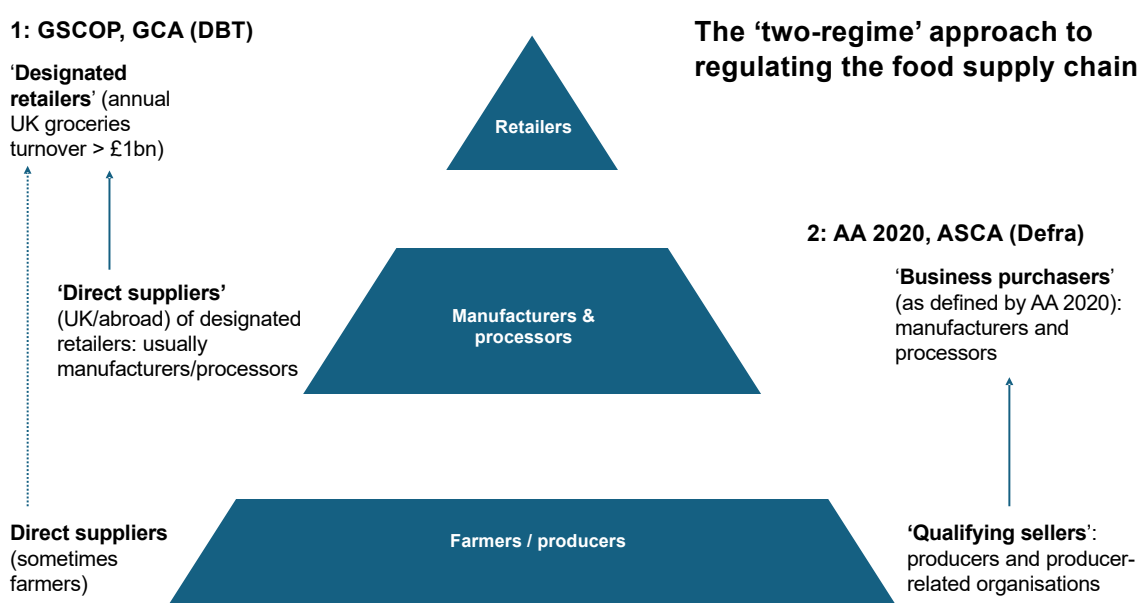 1: GSCOP, GCA (DBT)
‘Designated
retailers’ (annual
UK groceries
turnover > £1bn)
The ‘two-regime’ approach to
regulating the food supply chain
Retailers
2: AA 2020, ASCA (Defra)
‘Direct suppliers’
(UK/abroad) of designated
retailers: usually
manufacturers/processors
Manufacturers &
processors
‘Business purchasers’
(as defined by AA 2020):
manufacturers and
processors
Direct suppliers
(sometimes
farmers)
Farmers / producers
‘Qualifying sellers’:
producers and producer-
related organisations